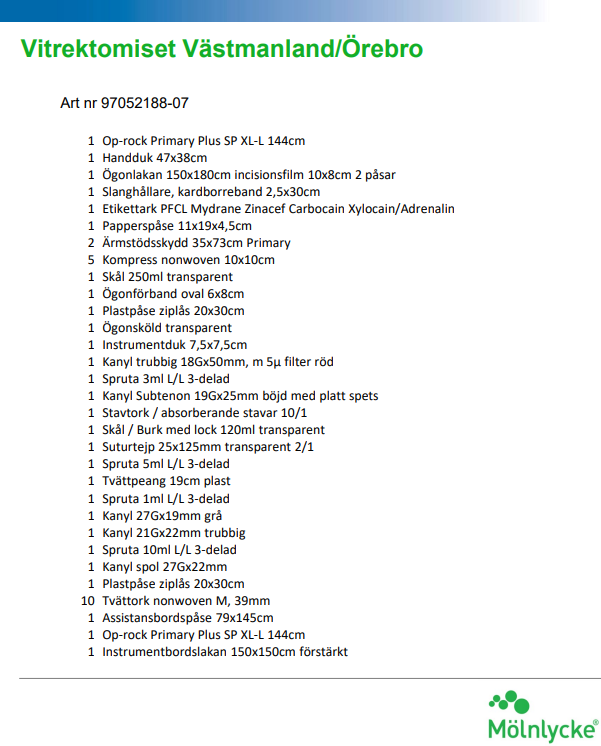 Vitrektomiset Västmanland/Örebro
Art nr 97052188-07
1 Op-rock Primary Plus SP XL-L 144cm
1 Handduk 47x38cm
1 Ögonlakan 150x180cm incisionsfilm 10x8cm 2 påsar
1 Slanghållare, kardborreband 2,5x30cm
1 Etikettark PFCL Mydrane Zinacef Carbocain Xylocain/Adrenalin
1 Papperspåse 11x19x4,5cm
2 Ärmstödsskydd 35x73cm Primary
5 Kompress nonwoven 10x10cm
1 Skål 250ml transparent
1 Ögonförband oval 6x8cm
1 Plastpåse ziplås 20x30cm
1 Ögonsköld transparent
1 Instrumentduk 7,5x7,5cm
1 Kanyl trubbig 18Gx50mm, m 5µ filter röd
1 Spruta 3ml L/L 3-delad
1 Kanyl Subtenon 19Gx25mm böjd med platt spets
1 Stavtork / absorberande stavar 10/1
1 Skål / Burk med lock 120ml transparent
1 Suturtejp 25x125mm transparent 2/1
1 Spruta 5ml L/L 3-delad
1 Tvättpeang 19cm plast
1 Spruta 1ml L/L 3-delad
1 Kanyl 27Gx19mm grå
1 Kanyl 21Gx22mm trubbig
1 Spruta 10ml L/L 3-delad
1 Kanyl spol 27Gx22mm
1 Plastpåse ziplås 20x30cm
10 Tvättork nonwoven M, 39mm
1 Assistansbordspåse 79x145cm
1 Op-rock Primary Plus SP XL-L 144cm
1 Instrumentbordslakan 150x150cm förstärkt
Mölnlycke®